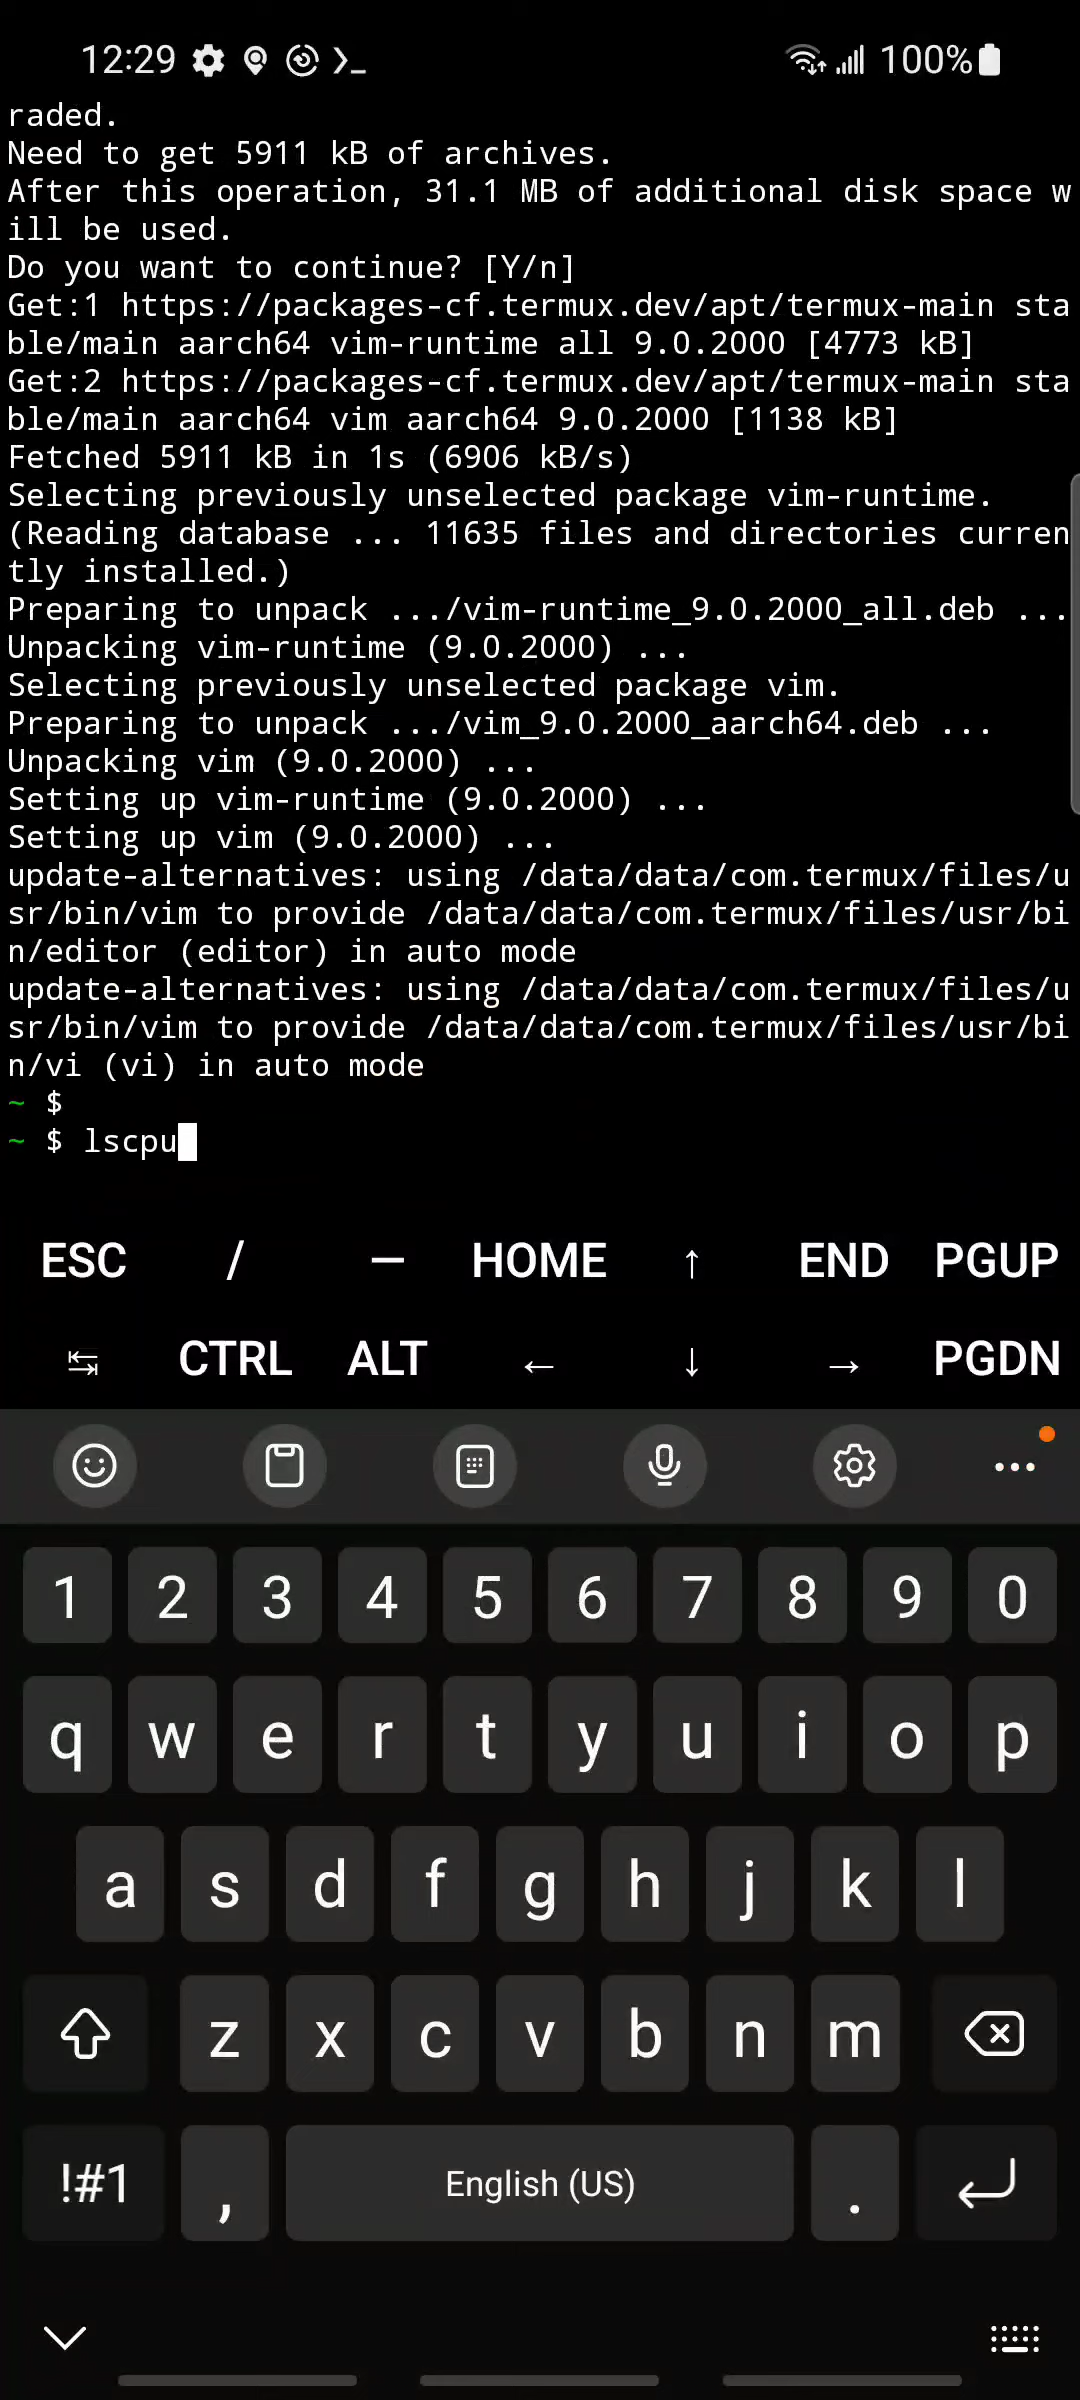 12:29 100%
raded.
Need to get 5911 kB of archives.
After this operation, 31.1 MB of additional disk space w
ill be used.
Do you want to continue? [Y/n]
Get:1 https://packages-cf.termux.dev/apt/termux-main sta
ble/main aarch64 vim-runtime all 9.0.2000 [4773 kB]
Get:2 https://packages-cf.termux.dev/apt/termux-main sta
ble/main aarch64 vim aarch64 9.0.2000 [1138 kB]
Fetched 5911 kB in 1s (6906 kB/s)
Selecting previously unselected package vim-runtime.
(Reading database ... 11635 files and directories curren
tly installed.)
Preparing to unpack .../vim-runtime_9.0.2000_all.deb ...
Unpacking vim-runtime (9.0.2000) ...
Selecting previously unselected package vim.
Preparing to unpack .../vim_9.0.2000_aarch64.deb ...
Unpacking vim (9.0.2000) ...
Setting up vim-runtime (9.0.2000) ...
Setting up vim (9.0.2000) ...
update-alternatives: using /data/data/com.termux/files/u
sr/bin/vim to provide /data/data/com.termux/files/usr/bi
n/editor (editor) in auto mode
update-alternatives: using /data/data/com.termux/files/u
sr/bin/vim to provide /data/data/com.termux/files/usr/bi
n/vi (vi) in auto mode
~ $
~ $ lscpu
ESC / — HOME ↑ END PGUP
↹ CTRL ALT ← ↓ → PGDN
1 2 3 4 5 6 7 8 9 0
q w e r t y u i o p
a s d f g h j k l
z x c v b n m
!#1 , English (US) .